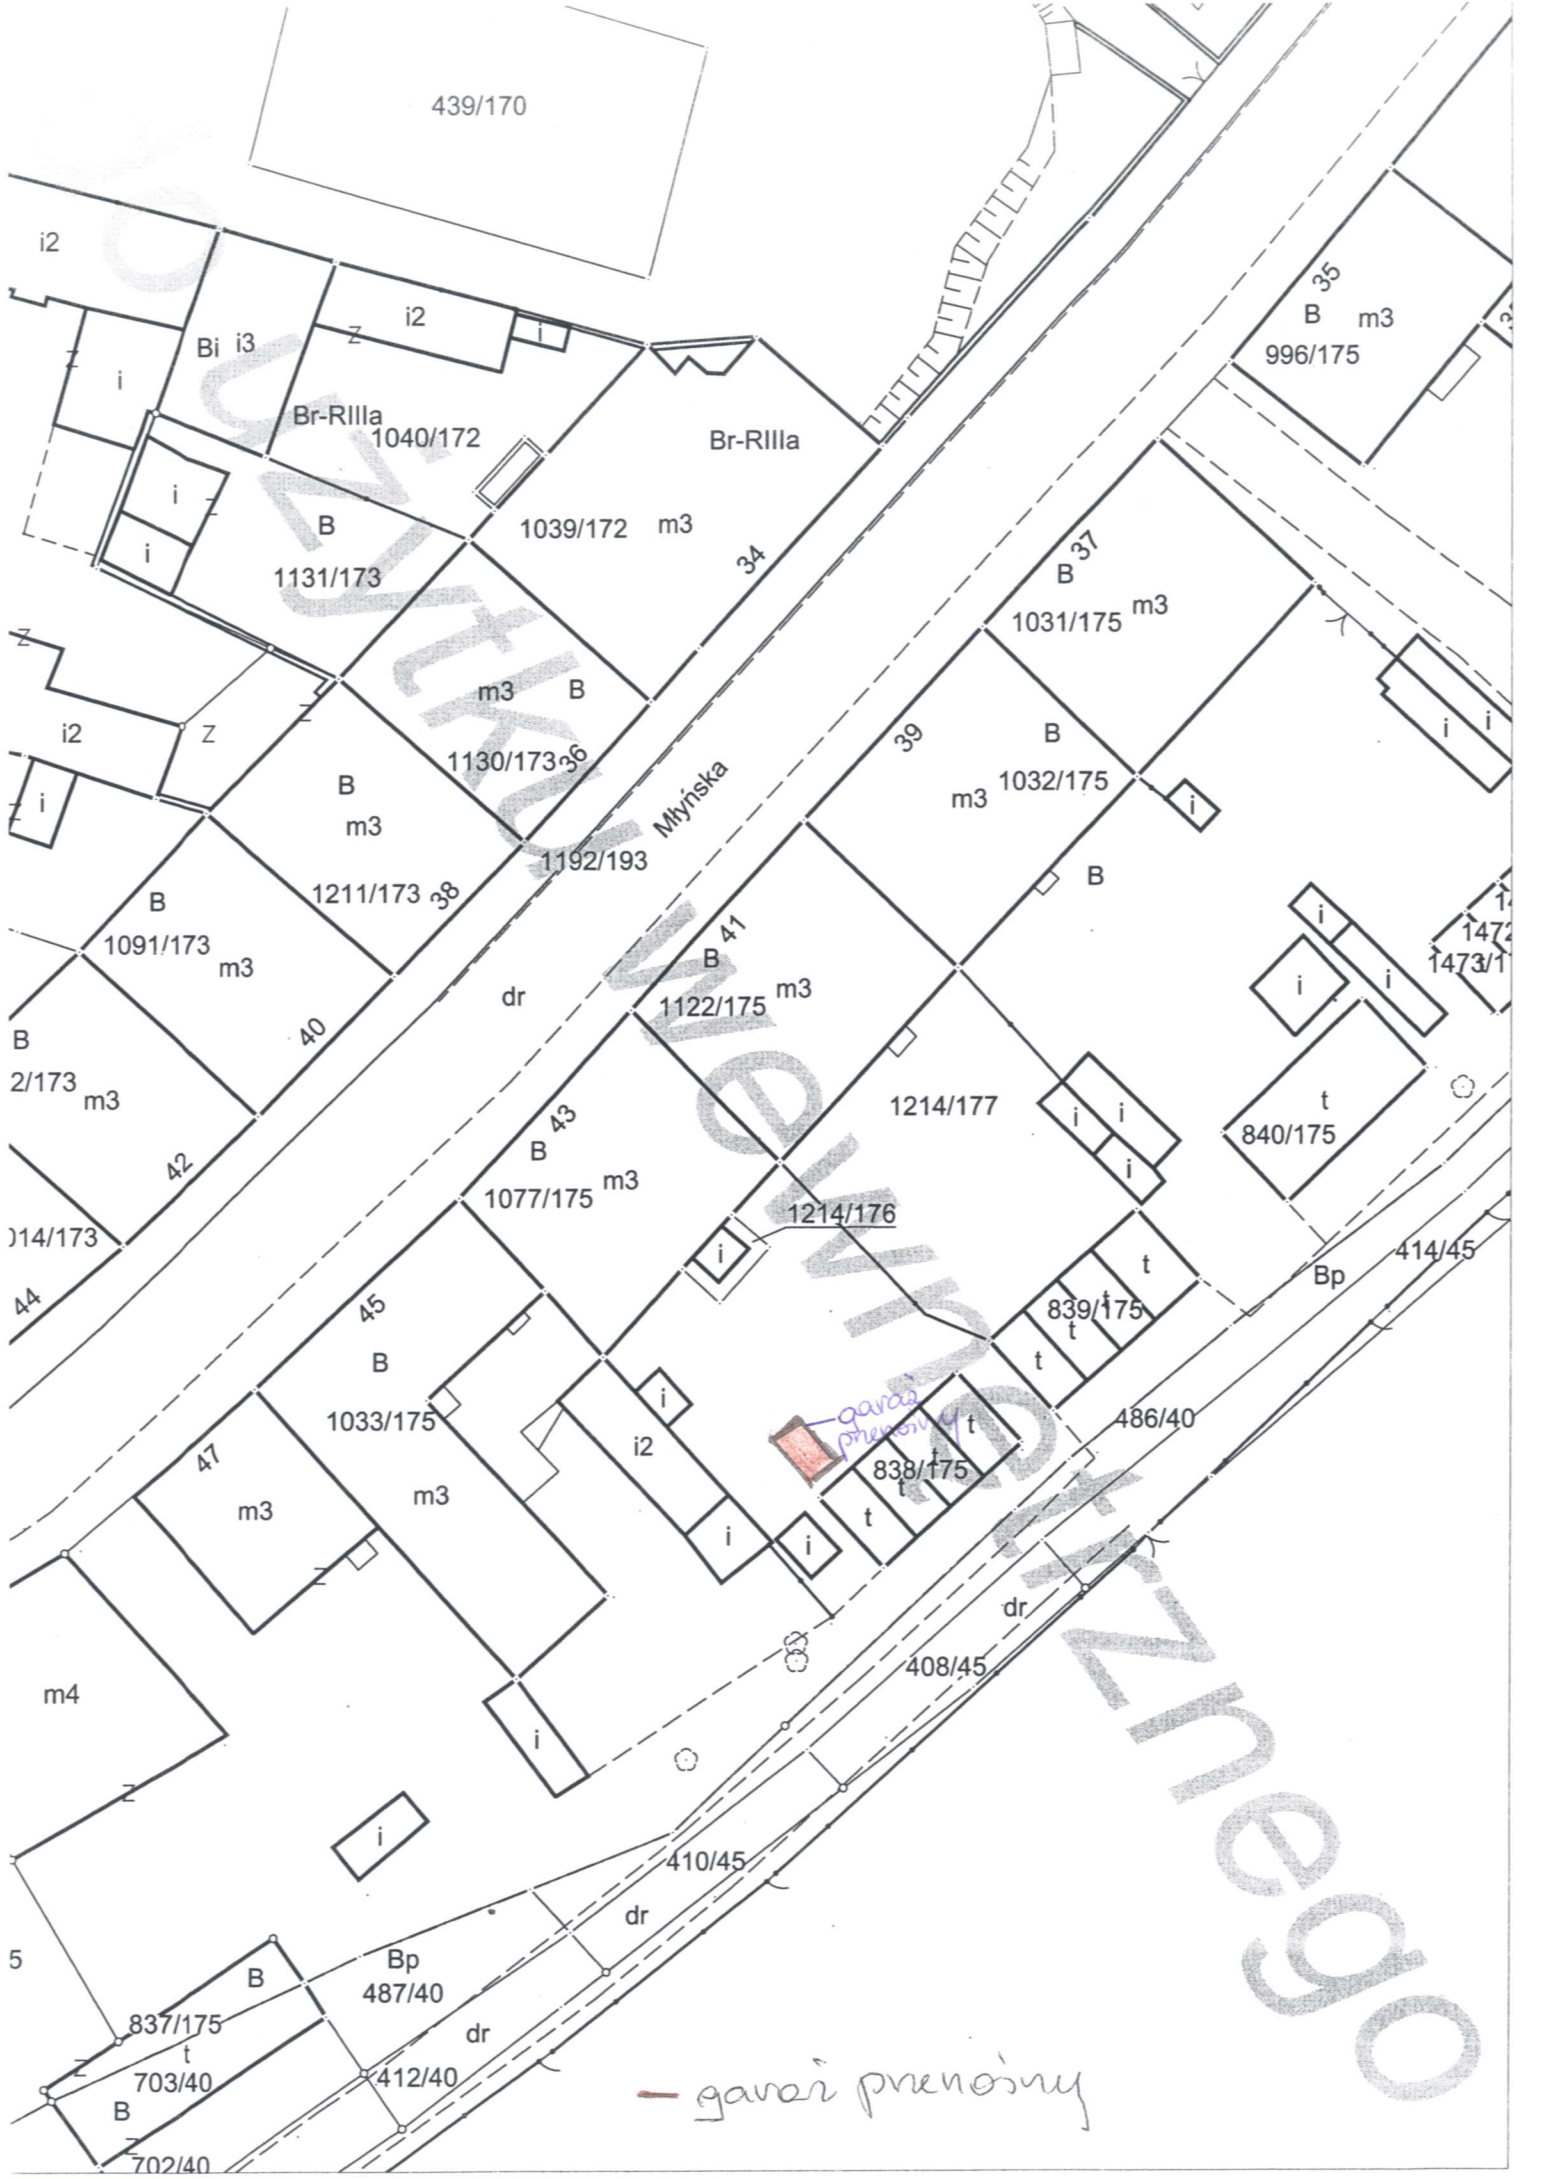 439/170
i2
Bi i3
i2
i
z
z
i
Br-RIIIa
1040/172
Br-RIIIa
35
B m3
996/175
i
z
B
i
1131/173
1039/172 m3
34
37
B
1031/175 m3
z
m3 B
z
i2 z
1130/173 36
39
B
m3 1032/175
i
z
i
B
m3
Młyńska
1192/193
1211/173 38
B
B
1091/173
m3
41
B
m3
1122/175
dr
i
i
i
1472
1473/1
40
B
2/173 m3
1214/177
i i
i
t
840/175
43
B
m3
1077/175
42
1214/176
i
014/173
44
414/45
Bp
t
839/175
t
t
t
45
B
1033/175
i
garaż
przenośny
486/40
47
i2
t
838/175
t
t
t
m3
m3
i
i
z
dr
408/45
m4
i
z
i
410/45
dr
5
B
Bp
487/40
837/175
t
z
703/40
dr
412/40
B
z
702/40
— garaż przenośny
o użytku wewnętrznego